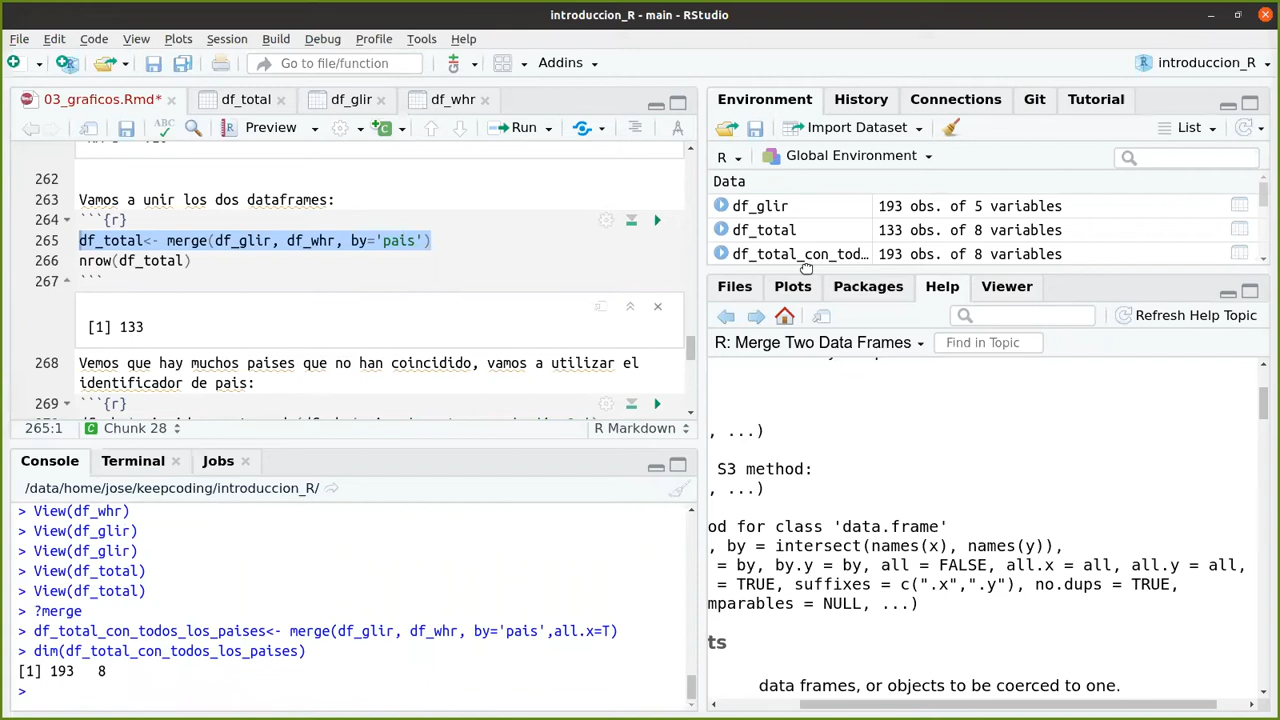 introduccion_R - main - RStudio
File Edit Code View Plots Session Build Debug Profile Tools Help
Go to file/function Addins introduccion_R
03_graficos.Rmd* df_total df_glir df_whr
ABC Preview Run
262
263 Vamos a unir los dos dataframes:
264 ```{r}
265 df_total<- merge(df_glir, df_whr, by='pais')
266 nrow(df_total)
267 ```
[1] 133
268 Vemos que hay muchos paises que no han coincidido, vamos a utilizar el
identificador de pais:
269 ```{r}
265:1 Chunk 28 R Markdown
Console Terminal Jobs
/data/home/jose/keepcoding/introduccion_R/
> View(df_whr)
> View(df_glir)
> View(df_glir)
> View(df_total)
> View(df_total)
> ?merge
> df_total_con_todos_los_paises<- merge(df_glir, df_whr, by='pais',all.x=T)
> dim(df_total_con_todos_los_paises)
[1] 193   8
>
Environment History Connections Git Tutorial
Import Dataset List
R Global Environment
Data
df_glir 193 obs. of 5 variables
df_total 133 obs. of 8 variables
df_total_con_tod… 193 obs. of 8 variables
Files Plots Packages Help Viewer
Refresh Help Topic
R: Merge Two Data Frames Find in Topic
, ...)
S3 method:
, ...)
od for class 'data.frame'
, by = intersect(names(x), names(y)),
= by, by.y = by, all = FALSE, all.x = all, all.y = all,
= TRUE, suffixes = c(".x",".y"), no.dups = TRUE,
mparables = NULL, ...)
ts
data frames, or objects to be coerced to one.